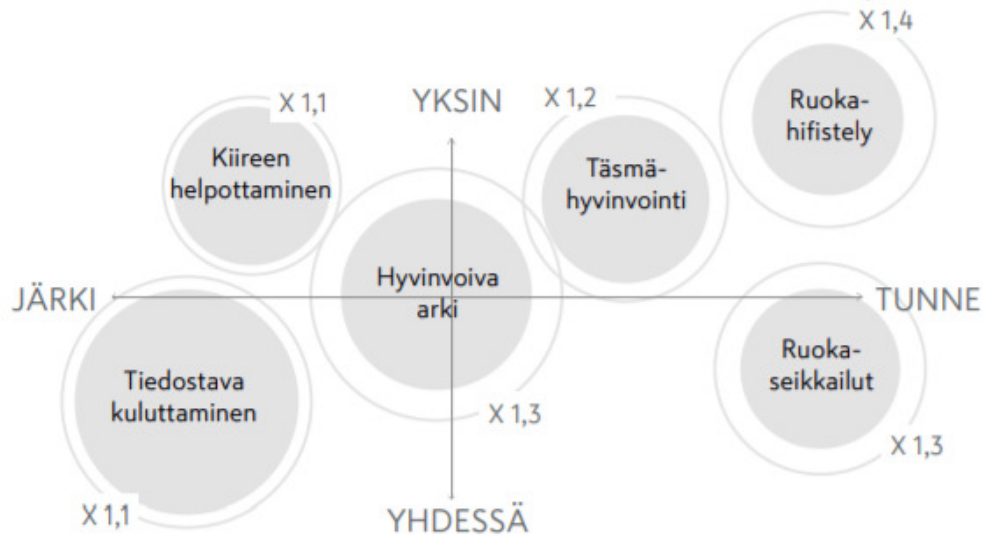 X 1,4
X 1,1
YKSIN
X 1,2
Ruoka-
hifistely
Kiireen
helpottaminen
Täsmä-
hyvinvointi
Hyvinvoiva
arki
JÄRKI
TUNNE
Ruoka-
seikkailut
Tiedostava
kuluttaminen
X 1,3
X 1,3
X 1,1
YHDESSÄ